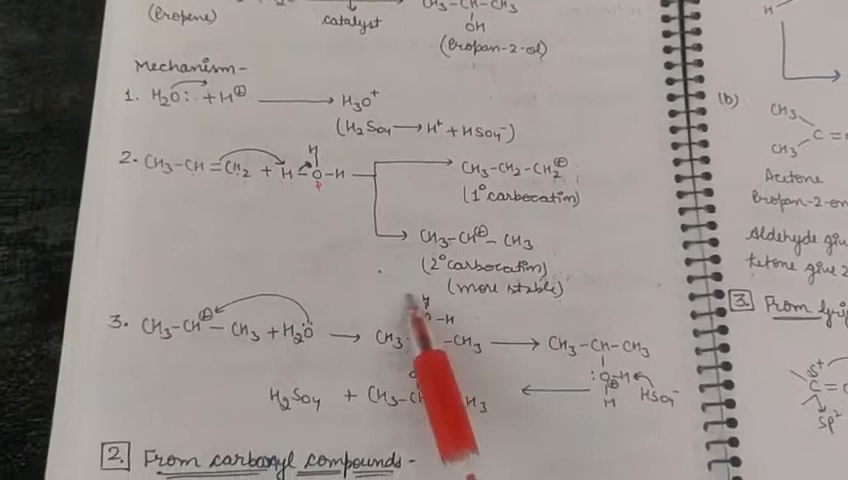 CH₃-CH-CH₃
(Propene)
catalyst
OH
(Propan-2-ol)
Mechanism-
1. H₂O: + H⊕ → H₃O⁺
(H₂SO₄ → H⁺ + HSO₄⁻)
2. CH₃-CH=CH₂ + H-O-H
H
CH₃-CH₂-CH₂⊕
(1° carbocatim)
CH₃-CH⊕-CH₃
(2° carbocatim)
(more stable)
3. CH₃-CH⊕-CH₃ + H₂Ö →
H
O-H
CH₃- -CH₃ → CH₃-CH-CH₃
:O⊕-H
H
HSO₄⁻
H₂SO₄ + CH₃-C H₃ ←
2. From carbonyl compounds-
H
(b)
CH₃
CH₃
C=
Acetone
Propan-2-on
Aldehyde giv
Ketone give 2
3. From
S⁺
C=
SP²